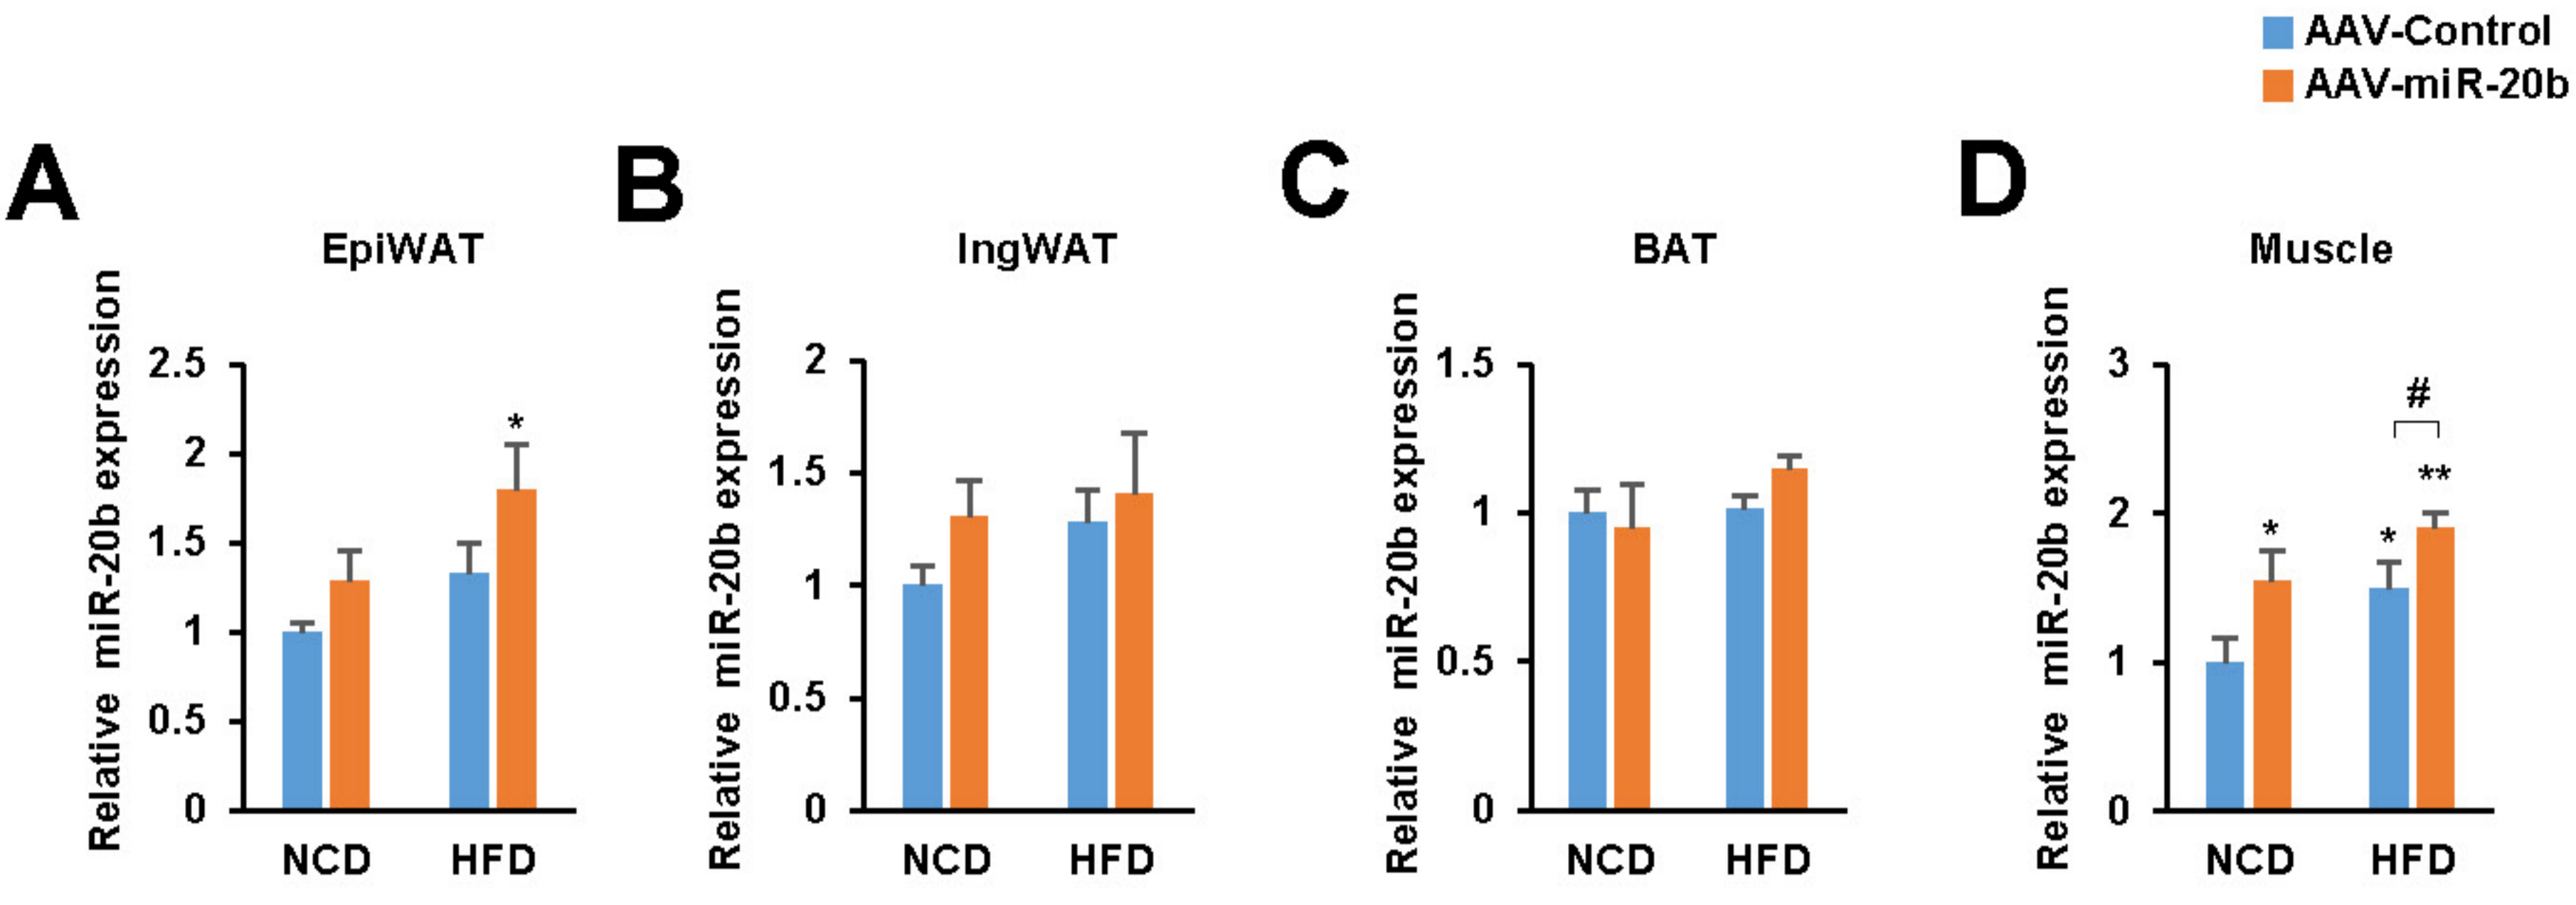 AAV-Control
AAV-miR-20b
A
EpiWAT
Relative miR-20b expression
2.5
2
1.5
1
0.5
0
*
NCD HFD
B
IngWAT
Relative miR-20b expression
2
1.5
1
0.5
0
NCD HFD
C
BAT
Relative miR-20b expression
1.5
1
0.5
0
NCD HFD
D
Muscle
Relative miR-20b expression
3
2
1
0
#
**
* *
NCD HFD